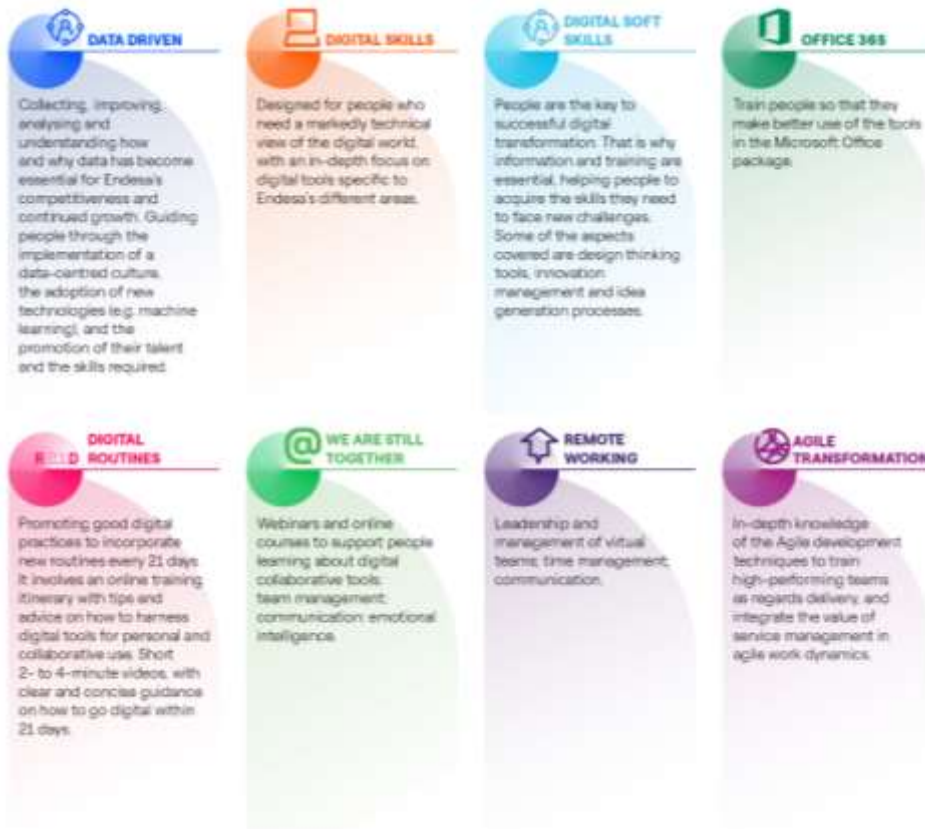 DATA DRIVEN
Collecting, improving,
analysing and
understanding how
and why data has become
essential for Endesa's
competitiveness and
continued growth. Guiding
people through the
implementation of a
data-centred culture,
the adoption of new
technologies (e.g. machine
learning), and the
promotion of their talent
and the skills required.
DIGITAL SKILLS
Designed for people who
need a markedly technical
view of the digital world,
with an in-depth focus on
digital tools specific to
Endesa's different areas.
DIGITAL SOFT
SKILLS
People are the key to
successful digital
transformation. That is why
information and training are
essential, helping people to
acquire the skills they need
to face new challenges.
Some of the aspects
covered are design thinking
tools, innovation
management and idea
generation processes.
OFFICE 365
Train people so that they
make better use of the tools
in the Microsoft Office
package.
DIGITAL
ROUTINES
Promoting good digital
practices to incorporate
new routines every 21 days.
It involves an online training
itinerary with tips and
advice on how to harness
digital tools for personal and
collaborative use. Short
2- to 4-minute videos, with
clear and concise guidance
on how to go digital within
21 days.
@ WE ARE STILL
TOGETHER
Webinars and online
courses to support people
learning about digital
collaborative tools;
team management;
communication; emotional
intelligence.
REMOTE
WORKING
Leadership and
management of virtual
teams; time management;
communication.
AGILE
TRANSFORMATION
In-depth knowledge
of the Agile development
techniques to train
high-performing teams
as regards delivery, and
integrate the value of
service management in
agile work dynamics.